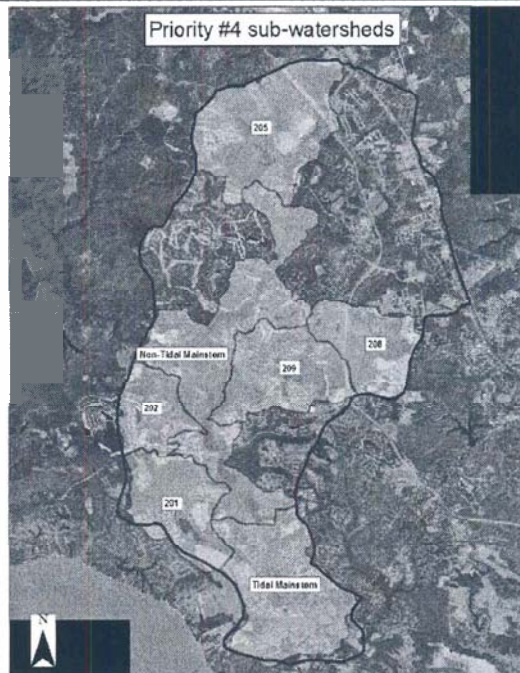 Priority #4 sub-watersheds
205
208
Non-Tidal Mainstem
209
202
201
Tidal Mainstem
N